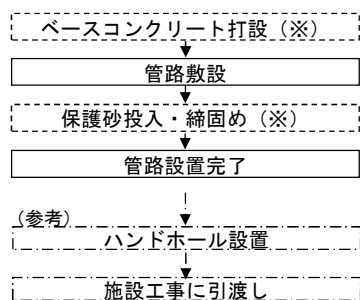 ベースコンクリート打設（※）
管路敷設
保護砂投入・締固め（※）
管路設置完了
（参考）
ハンドホール設置
施設工事に引渡し